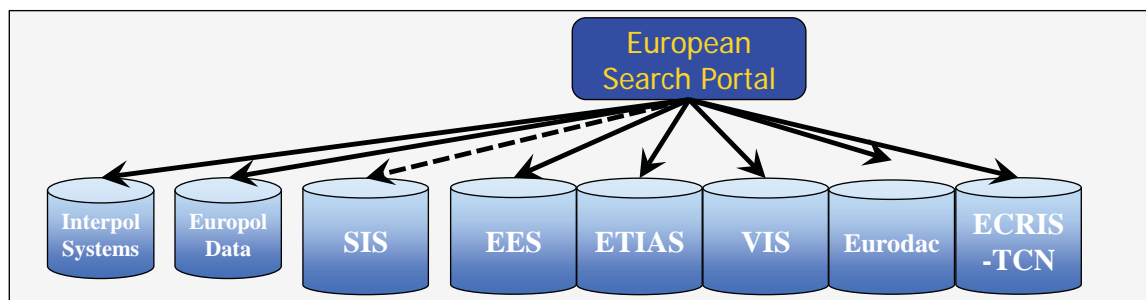 European
Search Portal
Interpol
Systems
Europol
Data
SIS
EES
ETIAS
VIS
Eurodac
ECRIS
-TCN